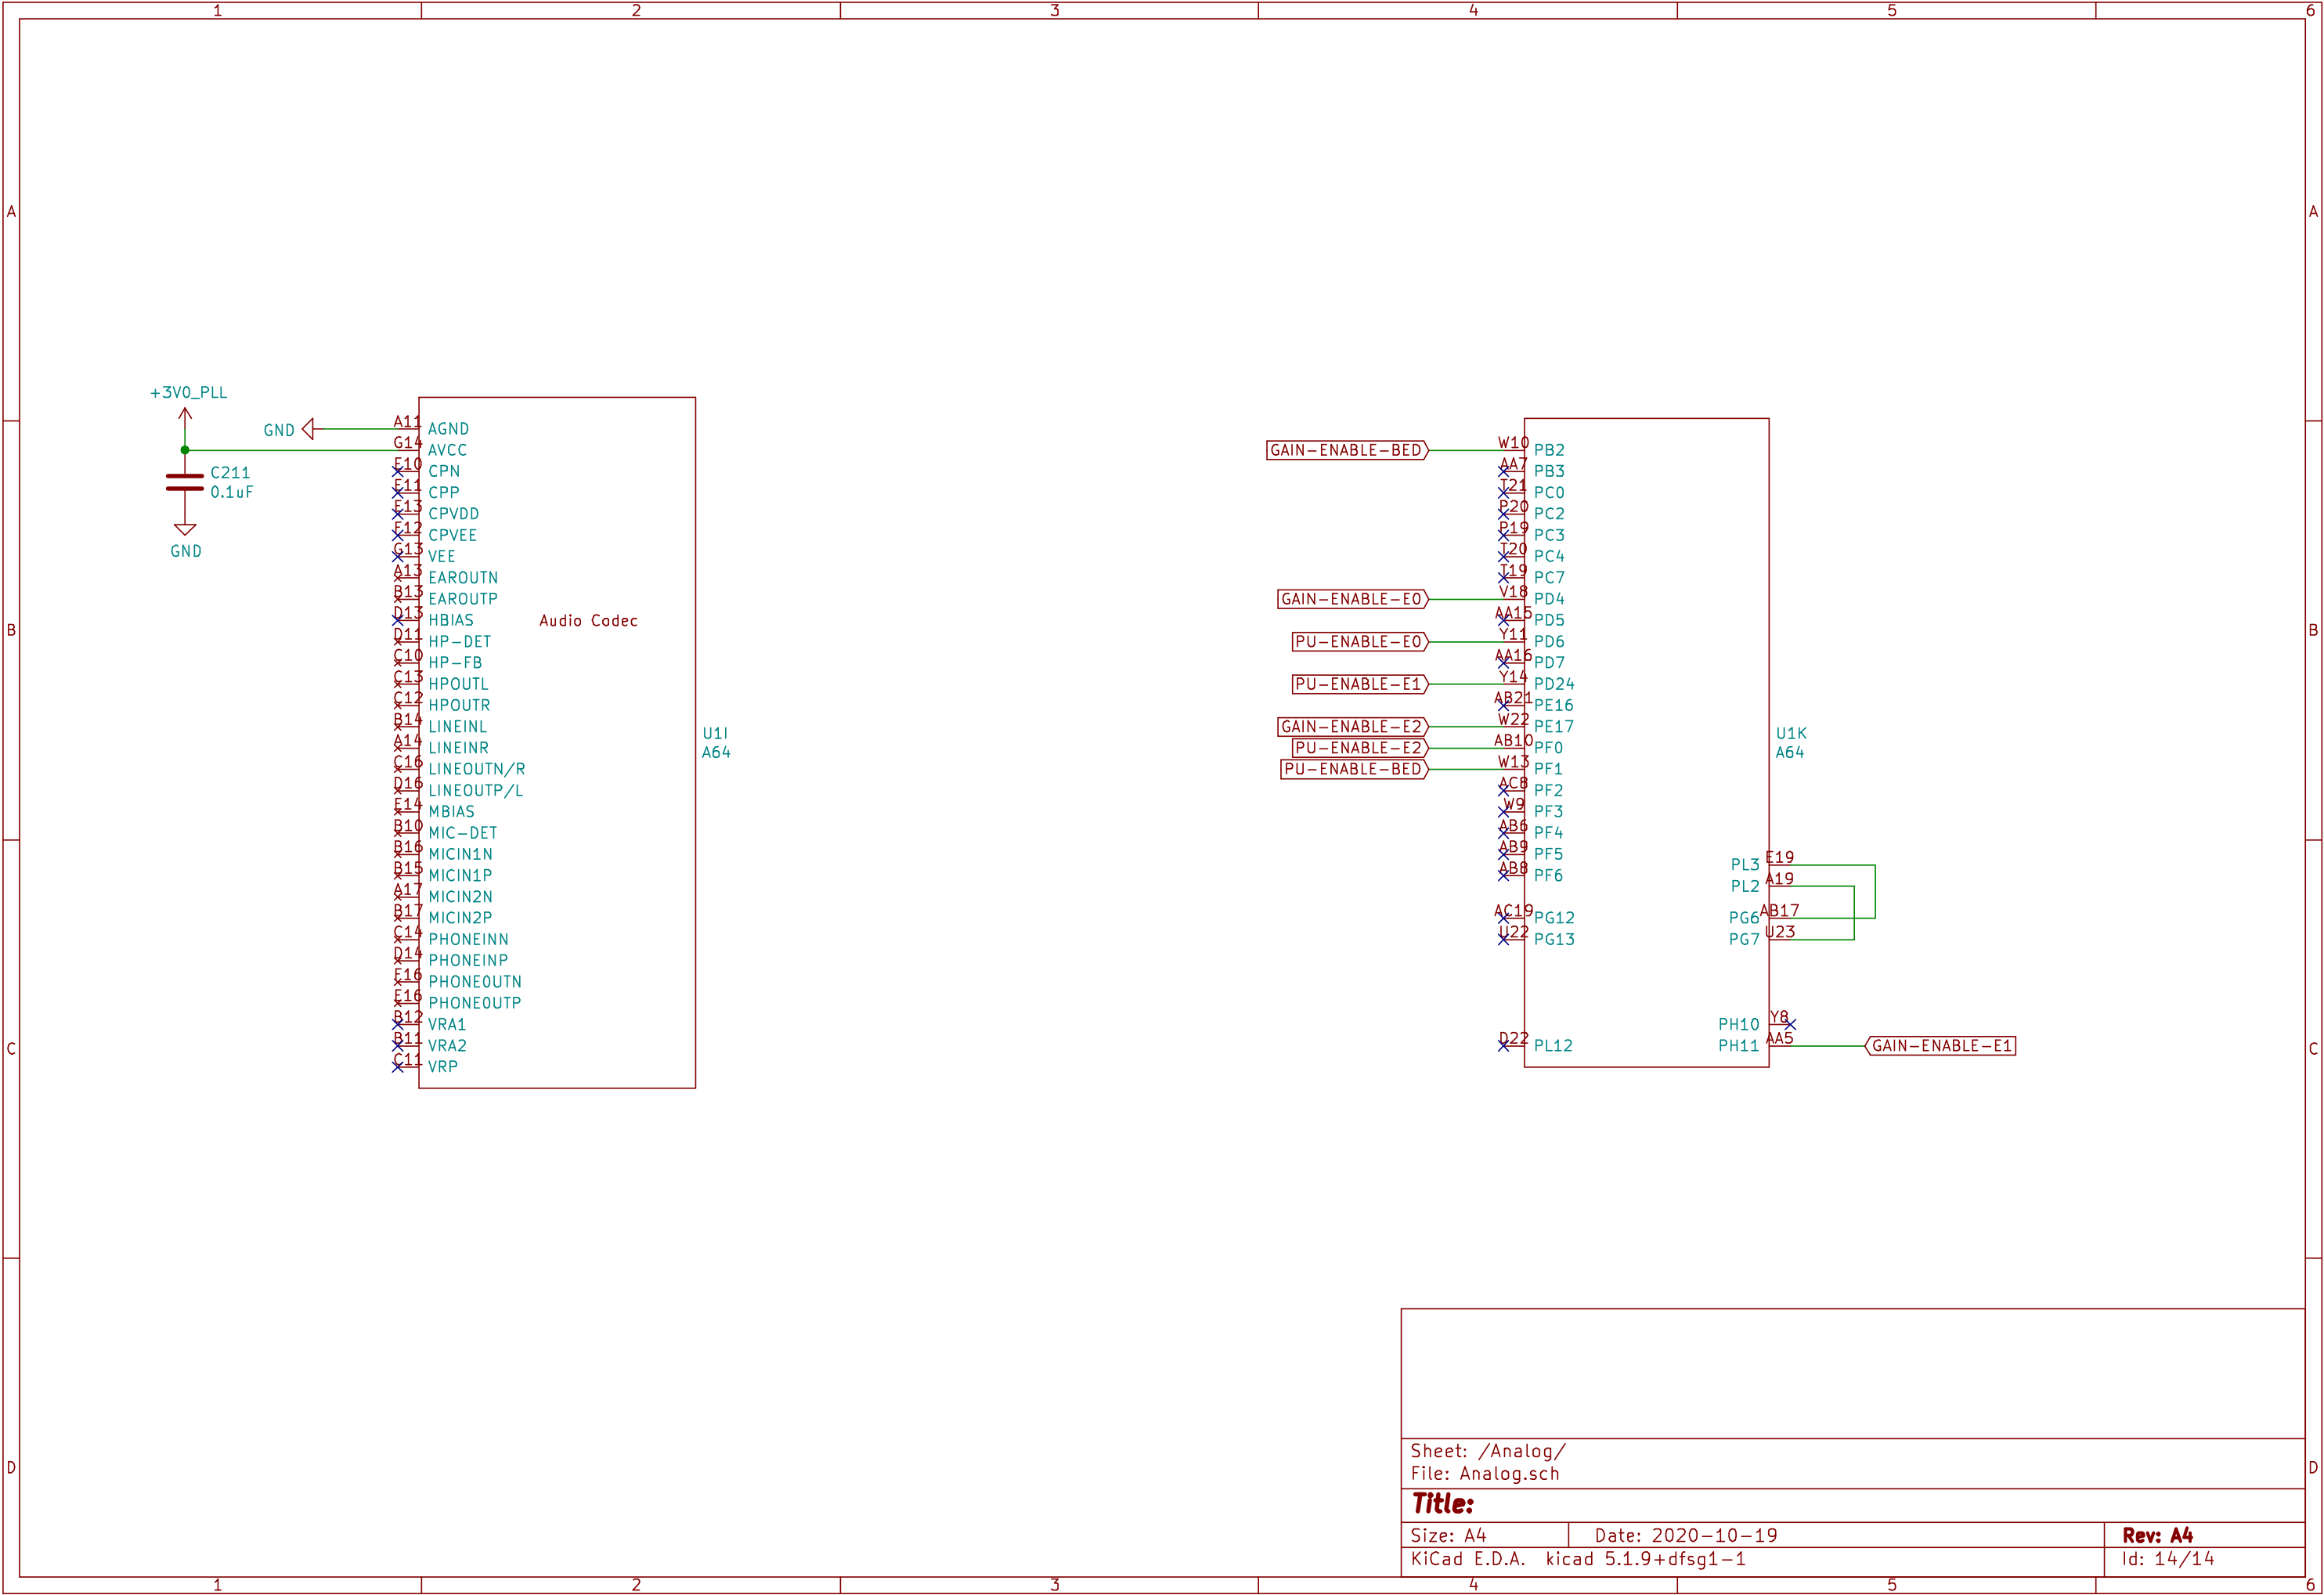 1 2 3 4 5 6
A A
+3V0_PLL
GND
C211
0.1uF
GND
A11 AGND
G14 AVCC
E10 CPN
E11 CPP
E13 CPVDD
F12 CPVEE
G13 VEE
A13 EAROUTN
B13 EAROUTP
D13 HBIAS
D11 HP-DET
C10 HP-FB
C13 HPOUTL
C12 HPOUTR
B14 LINEINL
A14 LINEINR
C16 LINEOUTN/R
D16 LINEOUTP/L
E14 MBIAS
B10 MIC-DET
B16 MICIN1N
B15 MICIN1P
A17 MICIN2N
B17 MICIN2P
C14 PHONEINN
D14 PHONEINP
PHONEOUTN
PHONEOUTP
B12 VRA1
B11 VRA2
C11 VRP
Audio Codec
U1I
A64
GAIN-ENABLE-BED W10 PB2
AA7 PB3
T21 PC0
P20 PC2
P19 PC3
T20 PC4
T19 PC7
GAIN-ENABLE-E0 V18 PD4
AA15 PD5
PU-ENABLE-E0 Y11 PD6
AA16 PD7
PU-ENABLE-E1 Y14 PD24
AB21 PE16
GAIN-ENABLE-E2 W22 PE17
PU-ENABLE-E2 AB10 PF0
PU-ENABLE-BED W13 PF1
AC8 PF2
W9 PF3
AB6 PF4
AB9 PF5
AB8 PF6
AC19 PG12
U22 PG13
D22 PL12
U1K
A64
PL3 E19
PL2 A19
PG6 AB17
PG7 U23
PH10 Y8
PH11 AA5 GAIN-ENABLE-E1
B B
C C
D D
Sheet: /Analog/
File: Analog.sch
Title:
Size: A4 Date: 2020-10-19 Rev: A4
KiCad E.D.A. kicad 5.1.9+dfsg1-1 Id: 14/14
1 2 3 4 5 6